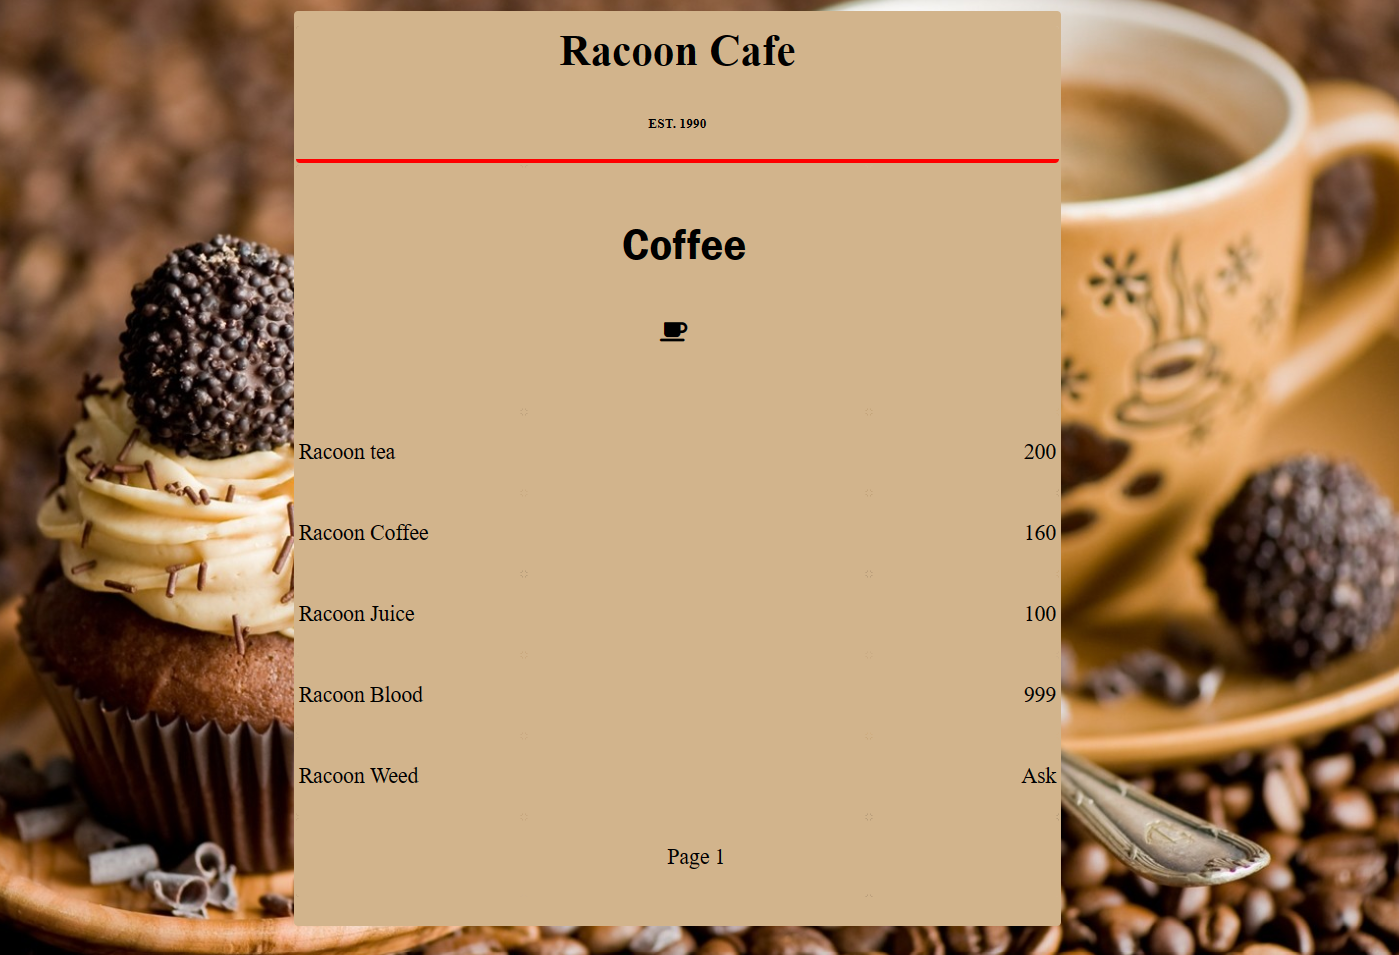 Racoon Cafe
EST. 1990
Coffee
Racoon tea 200
Racoon Coffee 160
Racoon Juice 100
Racoon Blood 999
Racoon Weed Ask
Page 1